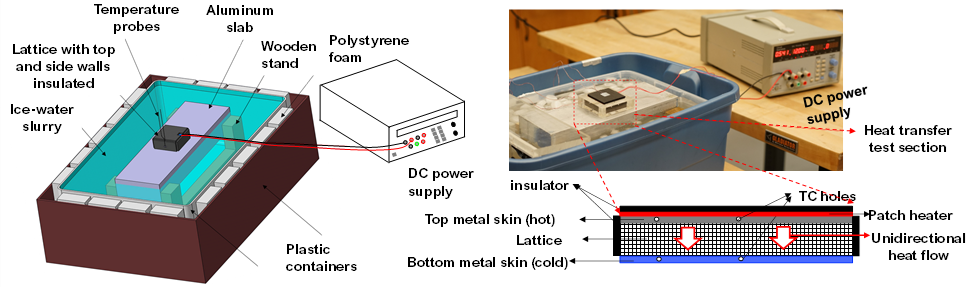 Temperature
probes
Aluminum
slab
Lattice with top
and side walls
insulated
Wooden
stand
Polystyrene
foam
Ice-water
slurry
DC power
supply
Plastic
containers
DC power
supply
Heat transfer
test section
insulator
TC holes
Top metal skin (hot)
Patch heater
Lattice
Unidirectional
heat flow
Bottom metal skin (cold)